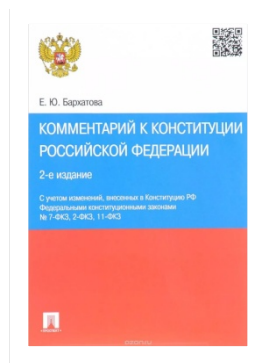 Е. Ю. Бархатова
КОММЕНТАРИЙ К КОНСТИТУЦИИ
РОССИЙСКОЙ ФЕДЕРАЦИИ
2-е издание
С учетом изменений, внесенных в Конституцию РФ
Федеральными конституционными законами
№ 7-ФКЗ, 2-ФКЗ, 11-ФКЗ